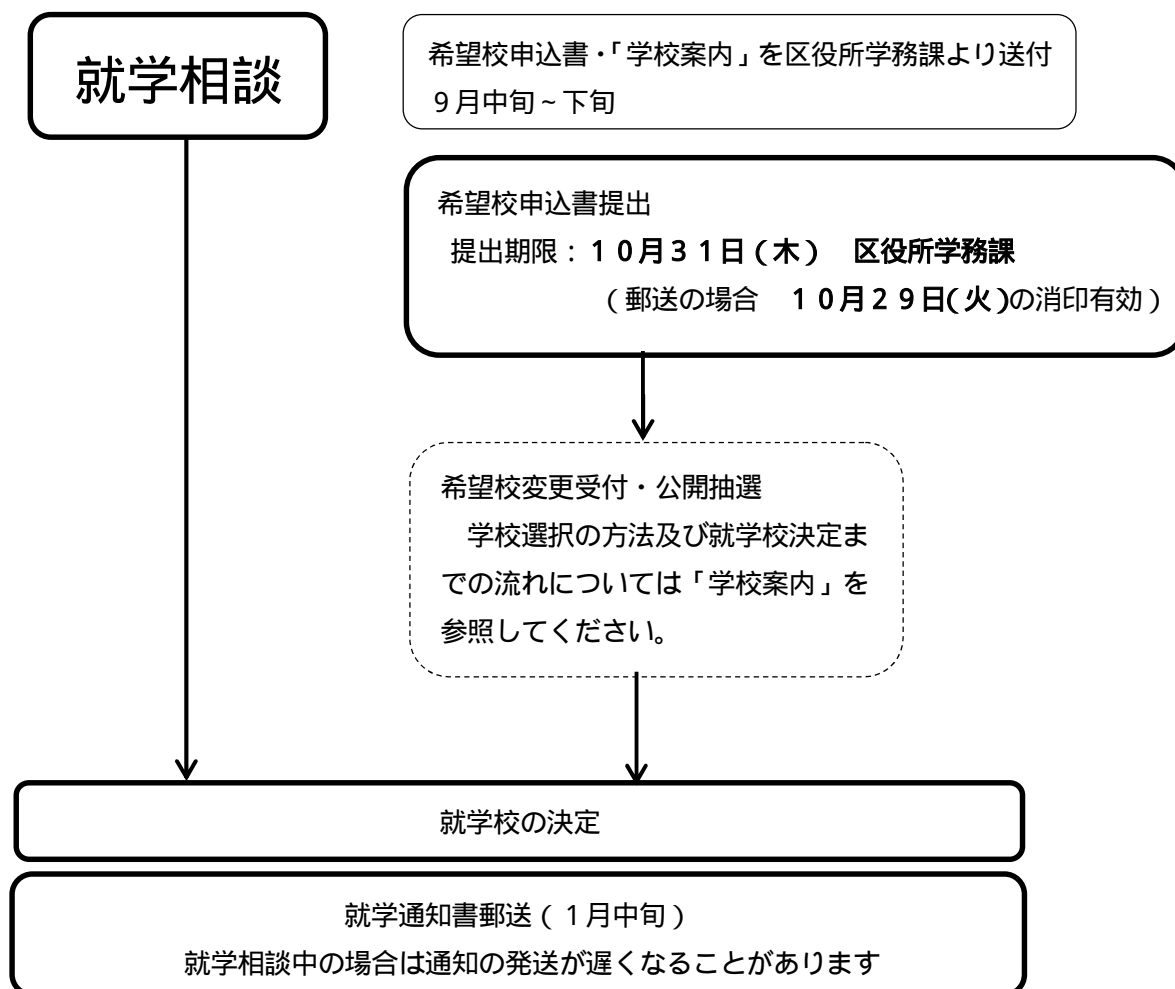 就学相談
希望校申込書・「学校案内」を区役所学務課より送付
９月中旬～下旬
希望校申込書提出
提出期限：１０月３１日（木）　区役所学務課
（郵送の場合　１０月２９日(火)の消印有効）
希望校変更受付・公開抽選
学校選択の方法及び就学校決定ま
での流れについては「学校案内」を
参照してください。
就学校の決定
就学通知書郵送（１月中旬）
就学相談中の場合は通知の発送が遅くなることがあります